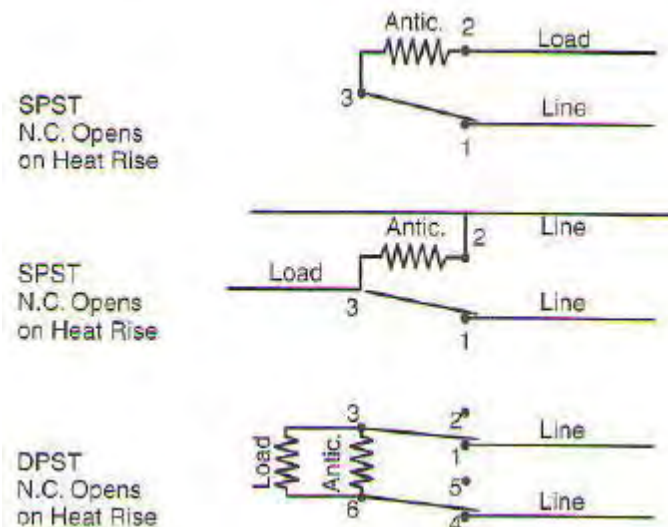 Antic. 2 Load
3
SPST
N.C. Opens
on Heat Rise
Line
1
Antic. 2 Line
SPST
N.C. Opens
on Heat Rise
Load
3
Line
1
DPST
N.C. Opens
on Heat Rise
Load
Antic.
3
2
1
Line
5
6
4
Line